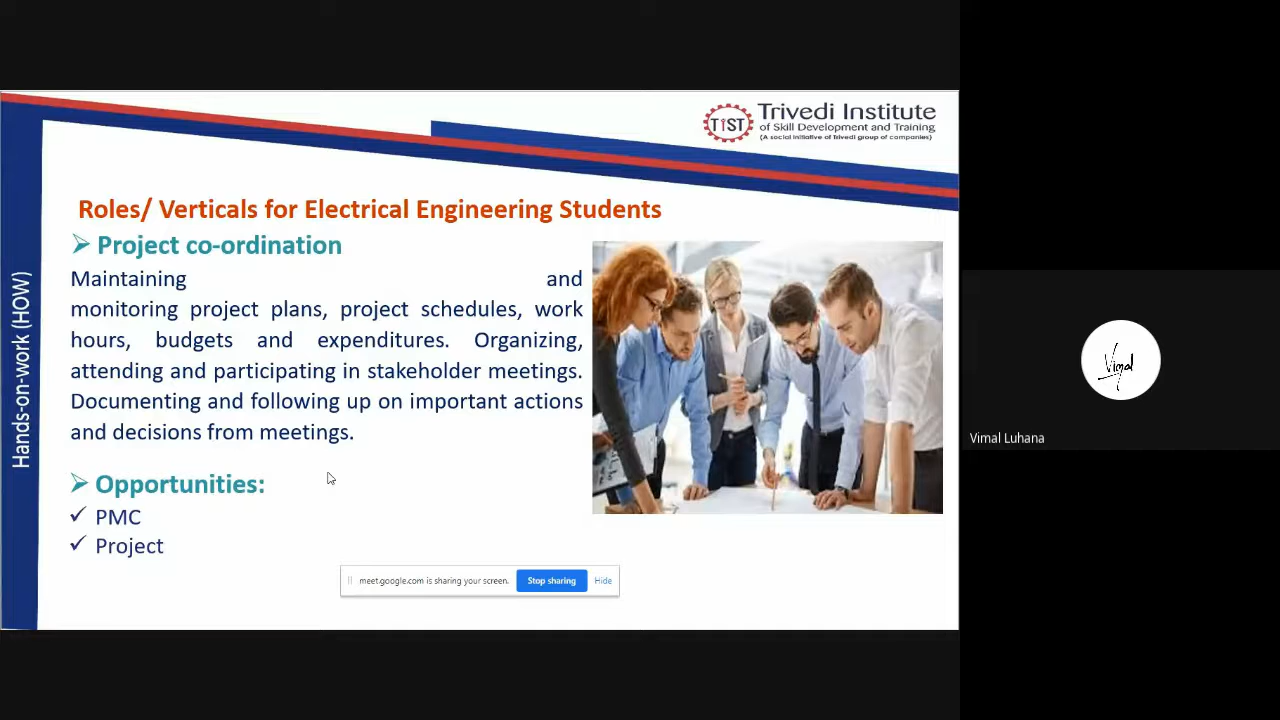 TIST
Trivedi Institute
of Skill Development and Training
(A social initiative of Trivedi group of companies)
Hands-on-work (HOW)
Roles/ Verticals for Electrical Engineering Students
Project co-ordination
Maintaining and
monitoring project plans, project schedules, work
hours, budgets and expenditures. Organizing,
attending and participating in stakeholder meetings.
Documenting and following up on important actions
and decisions from meetings.
Opportunities:
PMC
Project
meet.google.com is sharing your screen.
Stop sharing
Hide
Vimal
Vimal Luhana